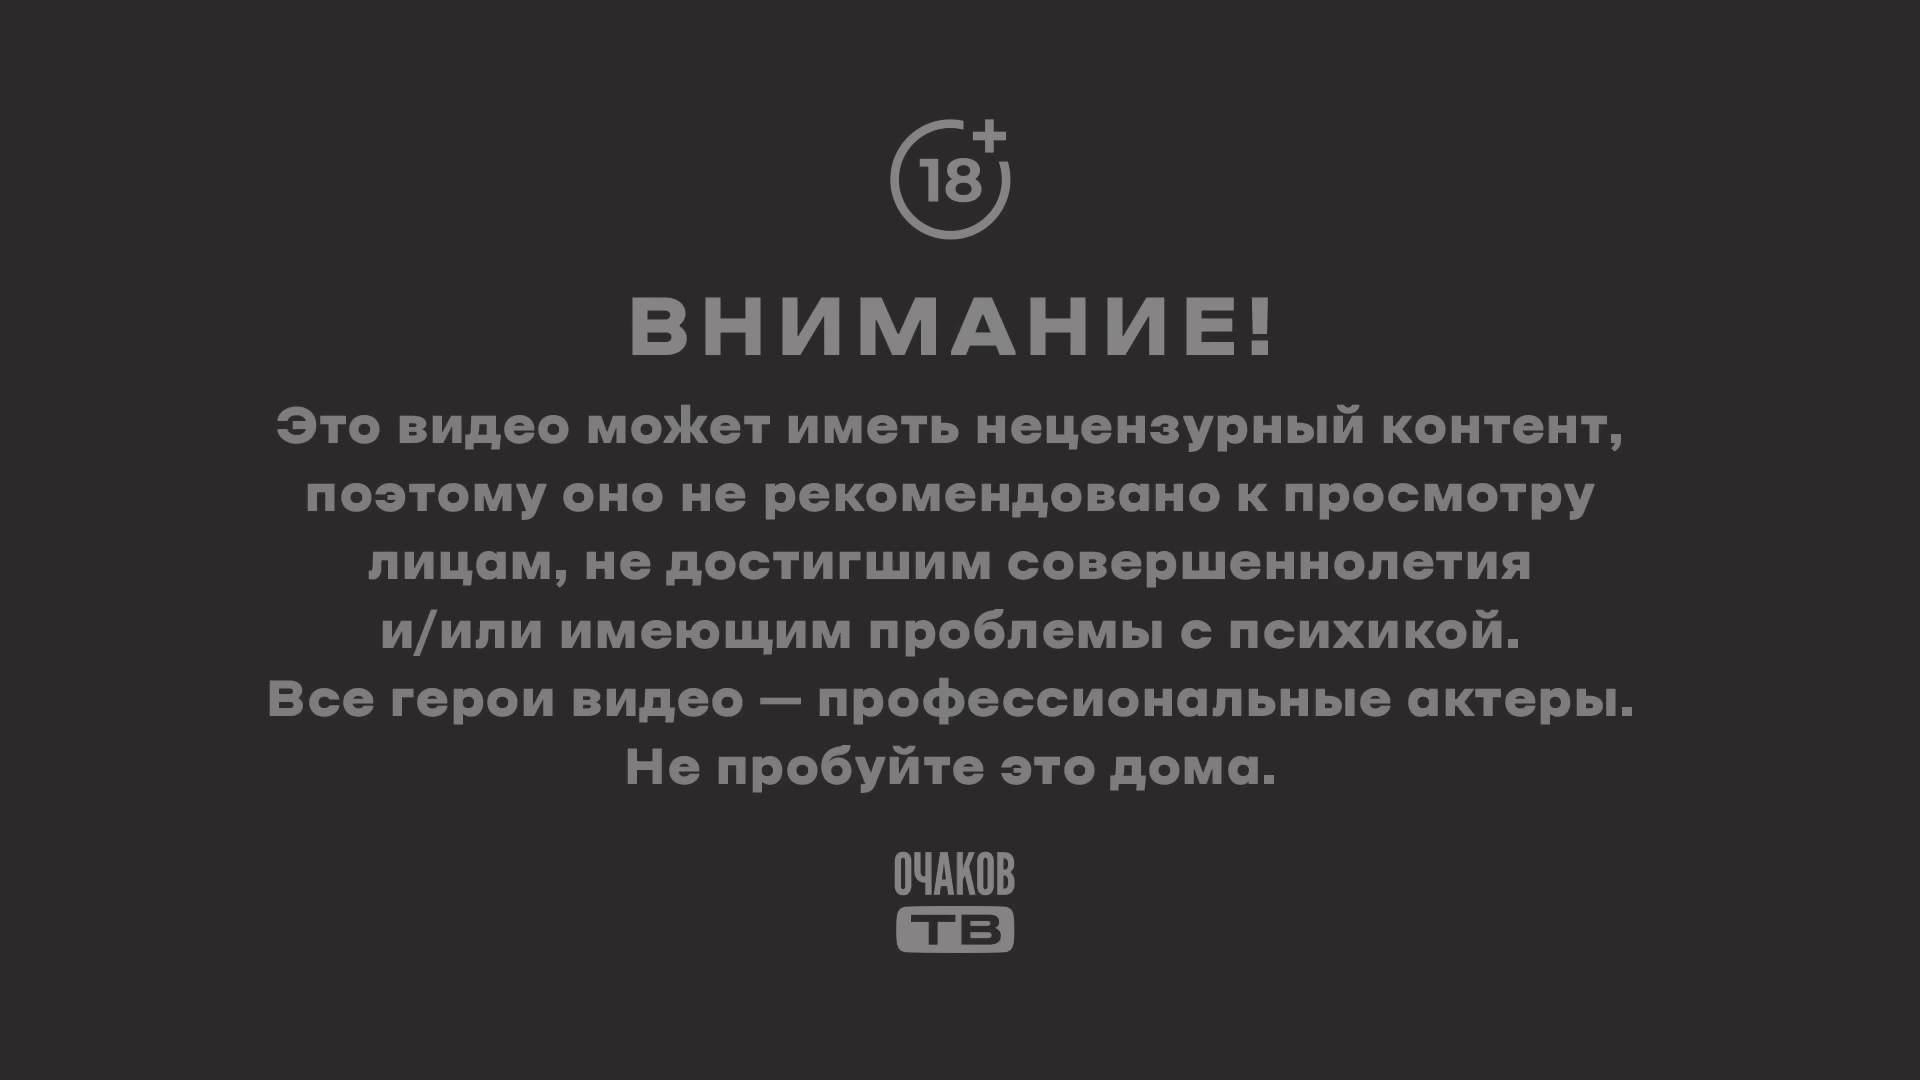 18+
ВНИМАНИЕ!
Это видео может иметь нецензурный контент,
поэтому оно не рекомендовано к просмотру
лицам, не достигшим совершеннолетия
и/или имеющим проблемы с психикой.
Все герои видео — профессиональные актеры.
Не пробуйте это дома.
ОЧАКОВ
ТВ